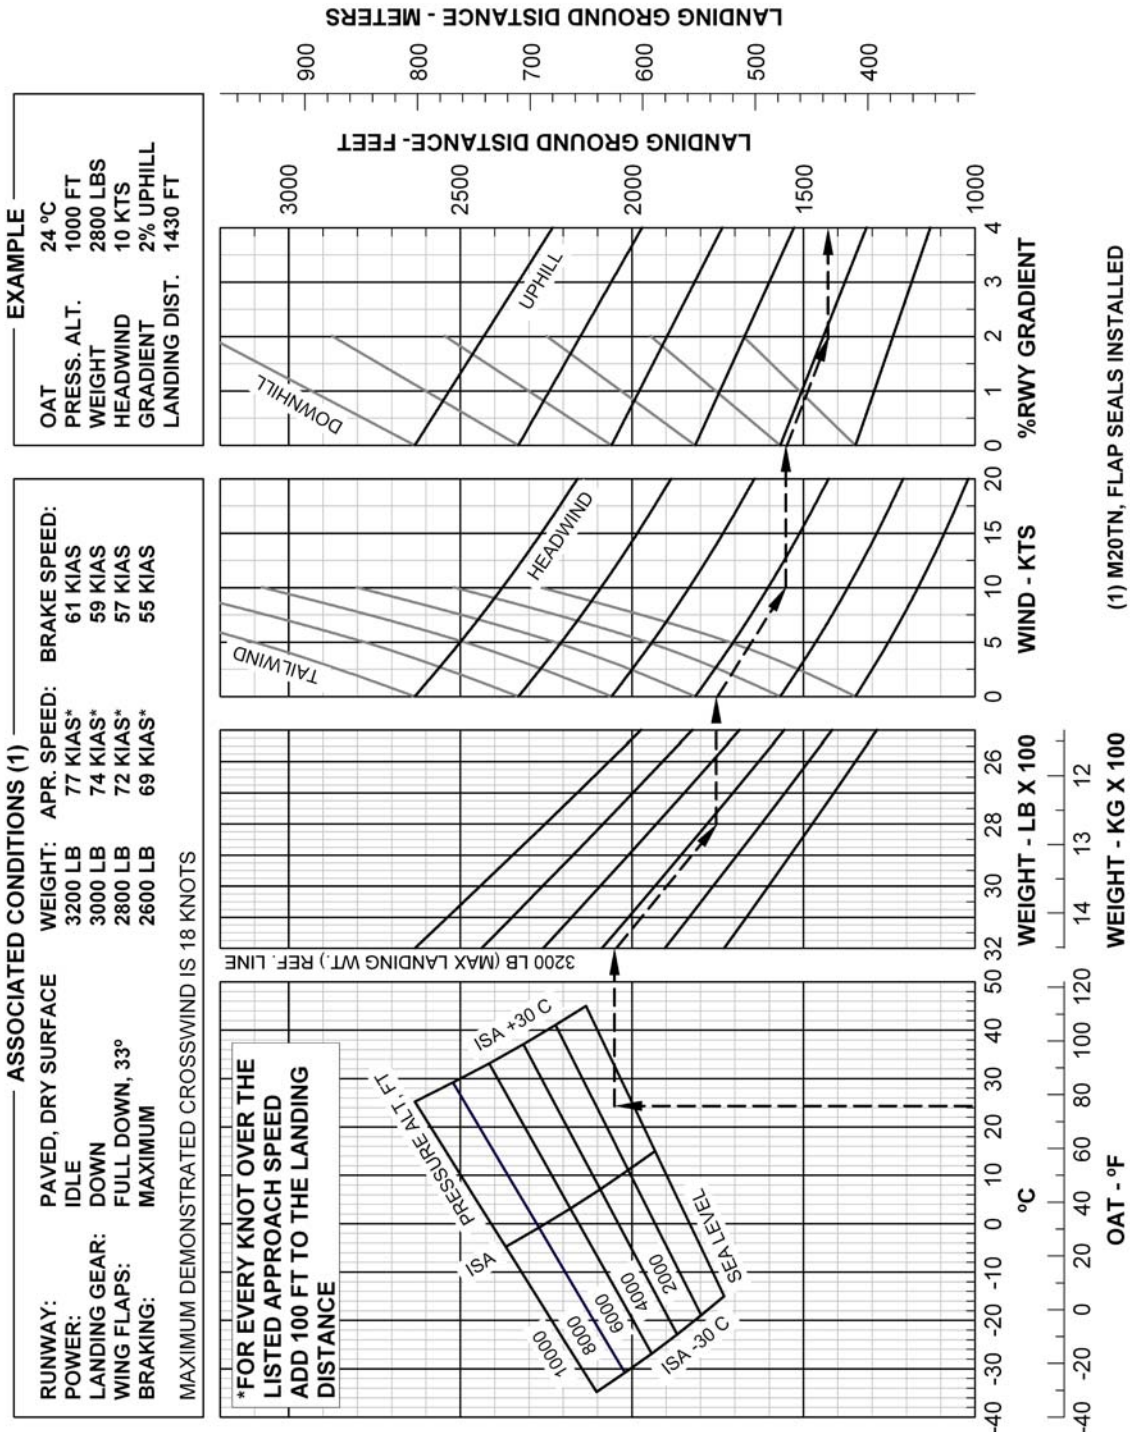 ASSOCIATED CONDITIONS (1)
RUNWAY: PAVED, DRY SURFACE
POWER: IDLE
LANDING GEAR: DOWN
WING FLAPS: FULL DOWN, 33º
BRAKING: MAXIMUM
WEIGHT: APR. SPEED: BRAKE SPEED:
3200 LB 77 KIAS* 61 KIAS
3000 LB 74 KIAS* 59 KIAS
2800 LB 72 KIAS* 57 KIAS
2600 LB 69 KIAS* 55 KIAS
MAXIMUM DEMONSTRATED CROSSWIND IS 18 KNOTS
EXAMPLE
OAT 24 ºC
PRESS. ALT. 1000 FT
WEIGHT 2800 LBS
HEADWIND 10 KTS
GRADIENT 2% UPHILL
LANDING DIST. 1430 FT
*FOR EVERY KNOT OVER THE
LISTED APPROACH SPEED
ADD 100 FT TO THE LANDING
DISTANCE
PRESSURE ALT, FT
ISA +30 C
ISA
ISA -30 C
10000
8000
6000
4000
2000
SEA LEVEL
3200 LB (MAX LANDING WT.) REF. LINE
TAILWIND
HEADWIND
DOWNHILL
UPHILL
3000
2500
2000
1500
1000
LANDING GROUND DISTANCE-FEET
900
800
700
600
500
400
LANDING GROUND DISTANCE - METERS
-40 -30 -20 -10 0 10 20 30 40 50
ºC
-40 -20 0 20 40 60 80 100 120
OAT - ºF
32 30 28 26
WEIGHT - LB X 100
14 13 12
WEIGHT - KG X 100
0 5 10 15 20
WIND - KTS
0 1 2 3 4
%RWY GRADIENT
(1) M20TN, FLAP SEALS INSTALLED